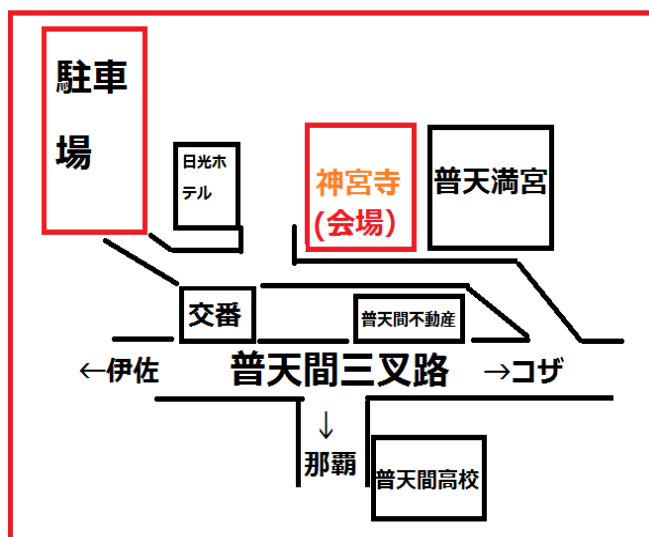 駐車
場
日光ホ
テル
神宮寺
(会場)
普天満宮
交番
普天間不動産
←伊佐
普天間三叉路
→コザ
↓
那覇
普天間高校